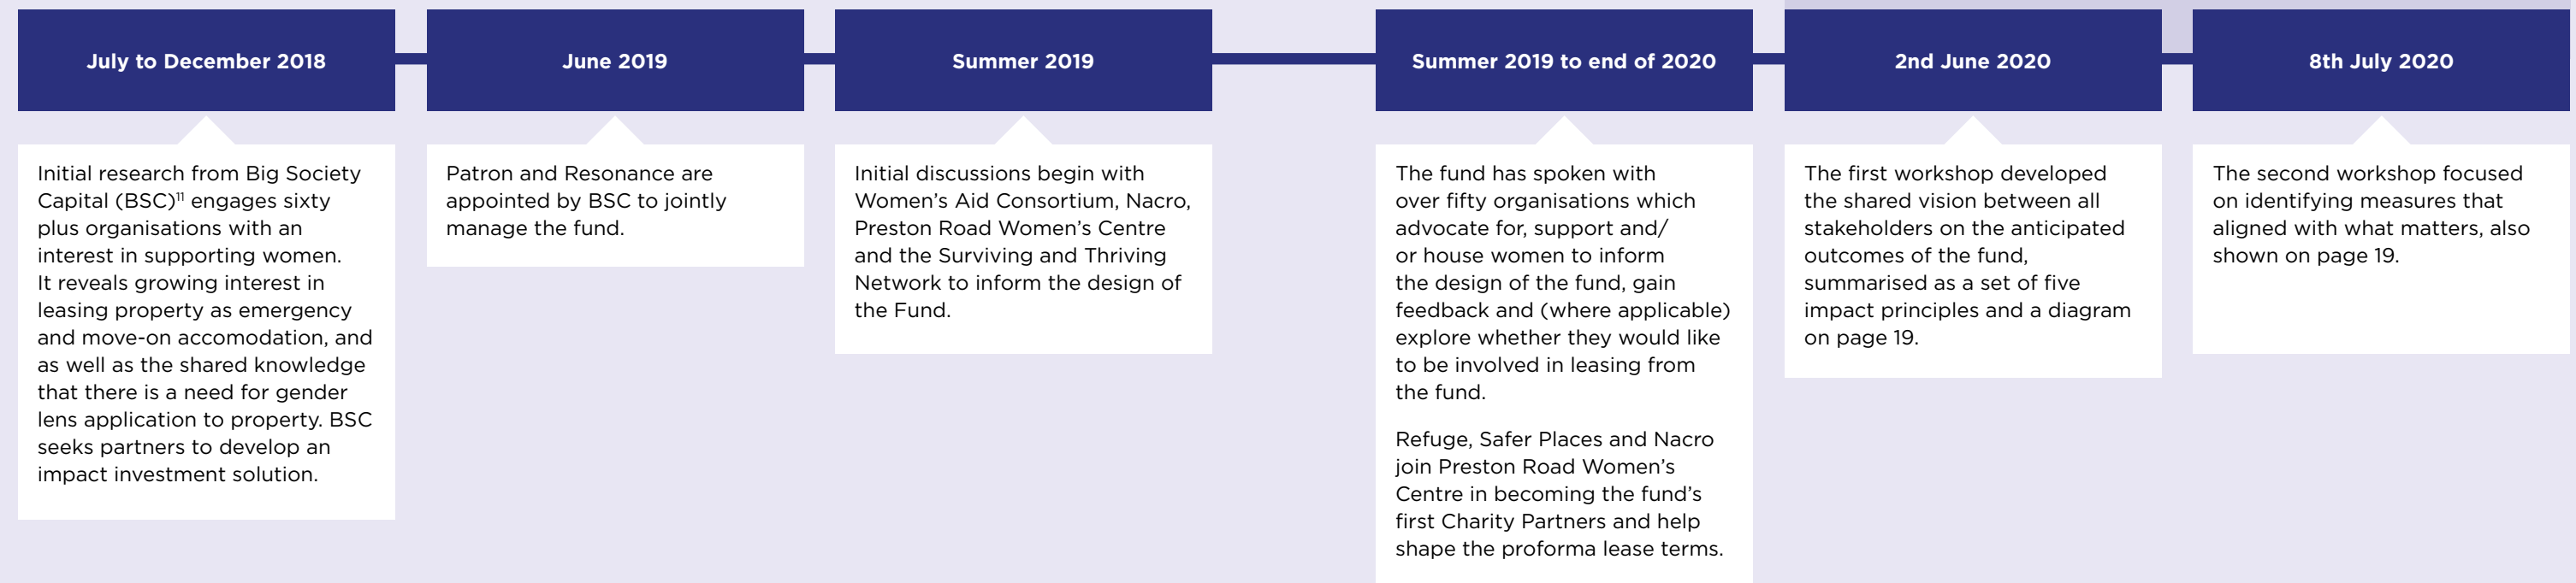 July to December 2018
Initial research from Big Society
Capital (BSC)¹¹ engages sixty
plus organisations with an
interest in supporting women.
It reveals growing interest in
leasing property as emergency
and move-on accomodation, and
as well as the shared knowledge
that there is a need for gender
lens application to property. BSC
seeks partners to develop an
impact investment solution.
June 2019
Patron and Resonance are
appointed by BSC to jointly
manage the fund.
Summer 2019
Initial discussions begin with
Women’s Aid Consortium, Nacro,
Preston Road Women’s Centre
and the Surviving and Thriving
Network to inform the design of
the Fund.
Summer 2019 to end of 2020
The fund has spoken with
over fifty organisations which
advocate for, support and/
or house women to inform
the design of the fund, gain
feedback and (where applicable)
explore whether they would like
to be involved in leasing from
the fund.
Refuge, Safer Places and Nacro
join Preston Road Women’s
Centre in becoming the fund’s
first Charity Partners and help
shape the proforma lease terms.
2nd June 2020
The first workshop developed
the shared vision between all
stakeholders on the anticipated
outcomes of the fund,
summarised as a set of five
impact principles and a diagram
on page 19.
8th July 2020
The second workshop focused
on identifying measures that
aligned with what matters, also
shown on page 19.